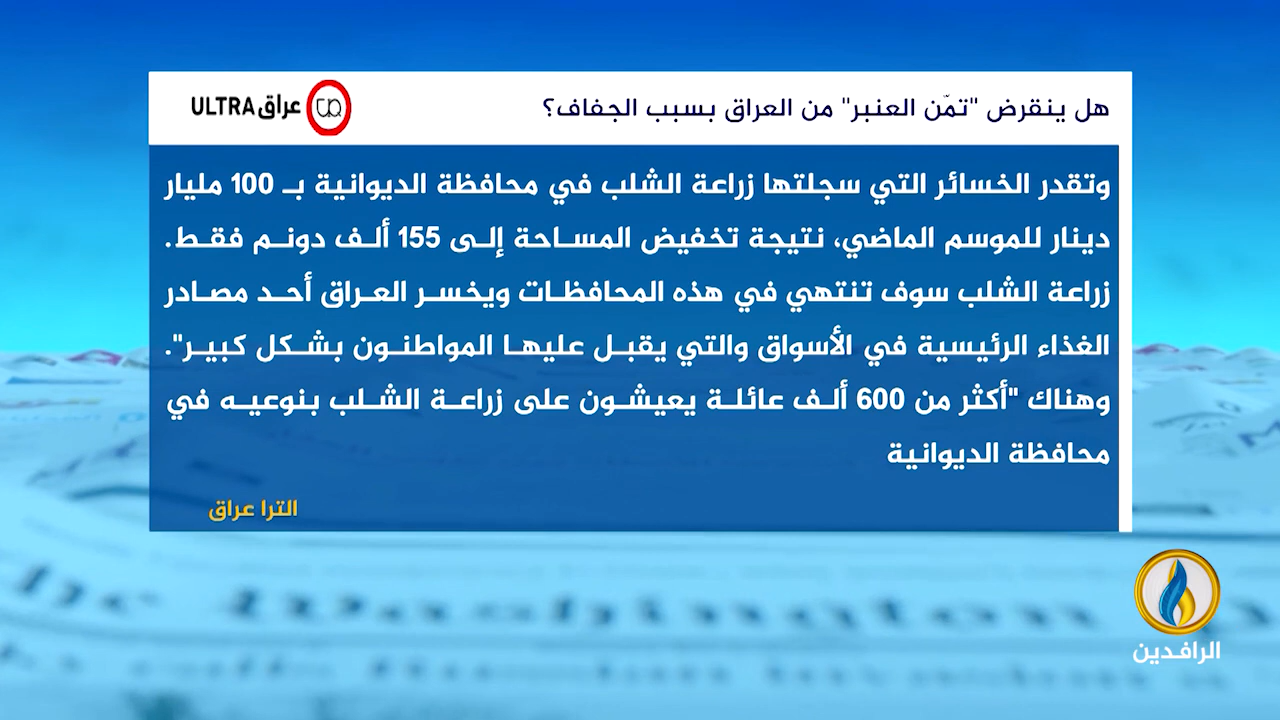 هل ينقرض "تمّن العنبر" من العراق بسبب الجفاف؟
عراق ULTRA
وتقدر الخسائر التي سجلتها زراعة الشلب في محافظة الديوانية بـ 100 مليار
دينار للموسم الماضي، نتيجة تخفيض المساحة إلى 155 ألف دونم فقط.
زراعة الشلب سوف تنتهي في هذه المحافظات ويخسر العراق أحد مصادر
الغذاء الرئيسية في الأسواق والتي يقبل عليها المواطنون بشكل كبير".
وهناك "أكثر من 600 ألف عائلة يعيشون على زراعة الشلب بنوعيه في
محافظة الديوانية
الترا عراق
الرافدين